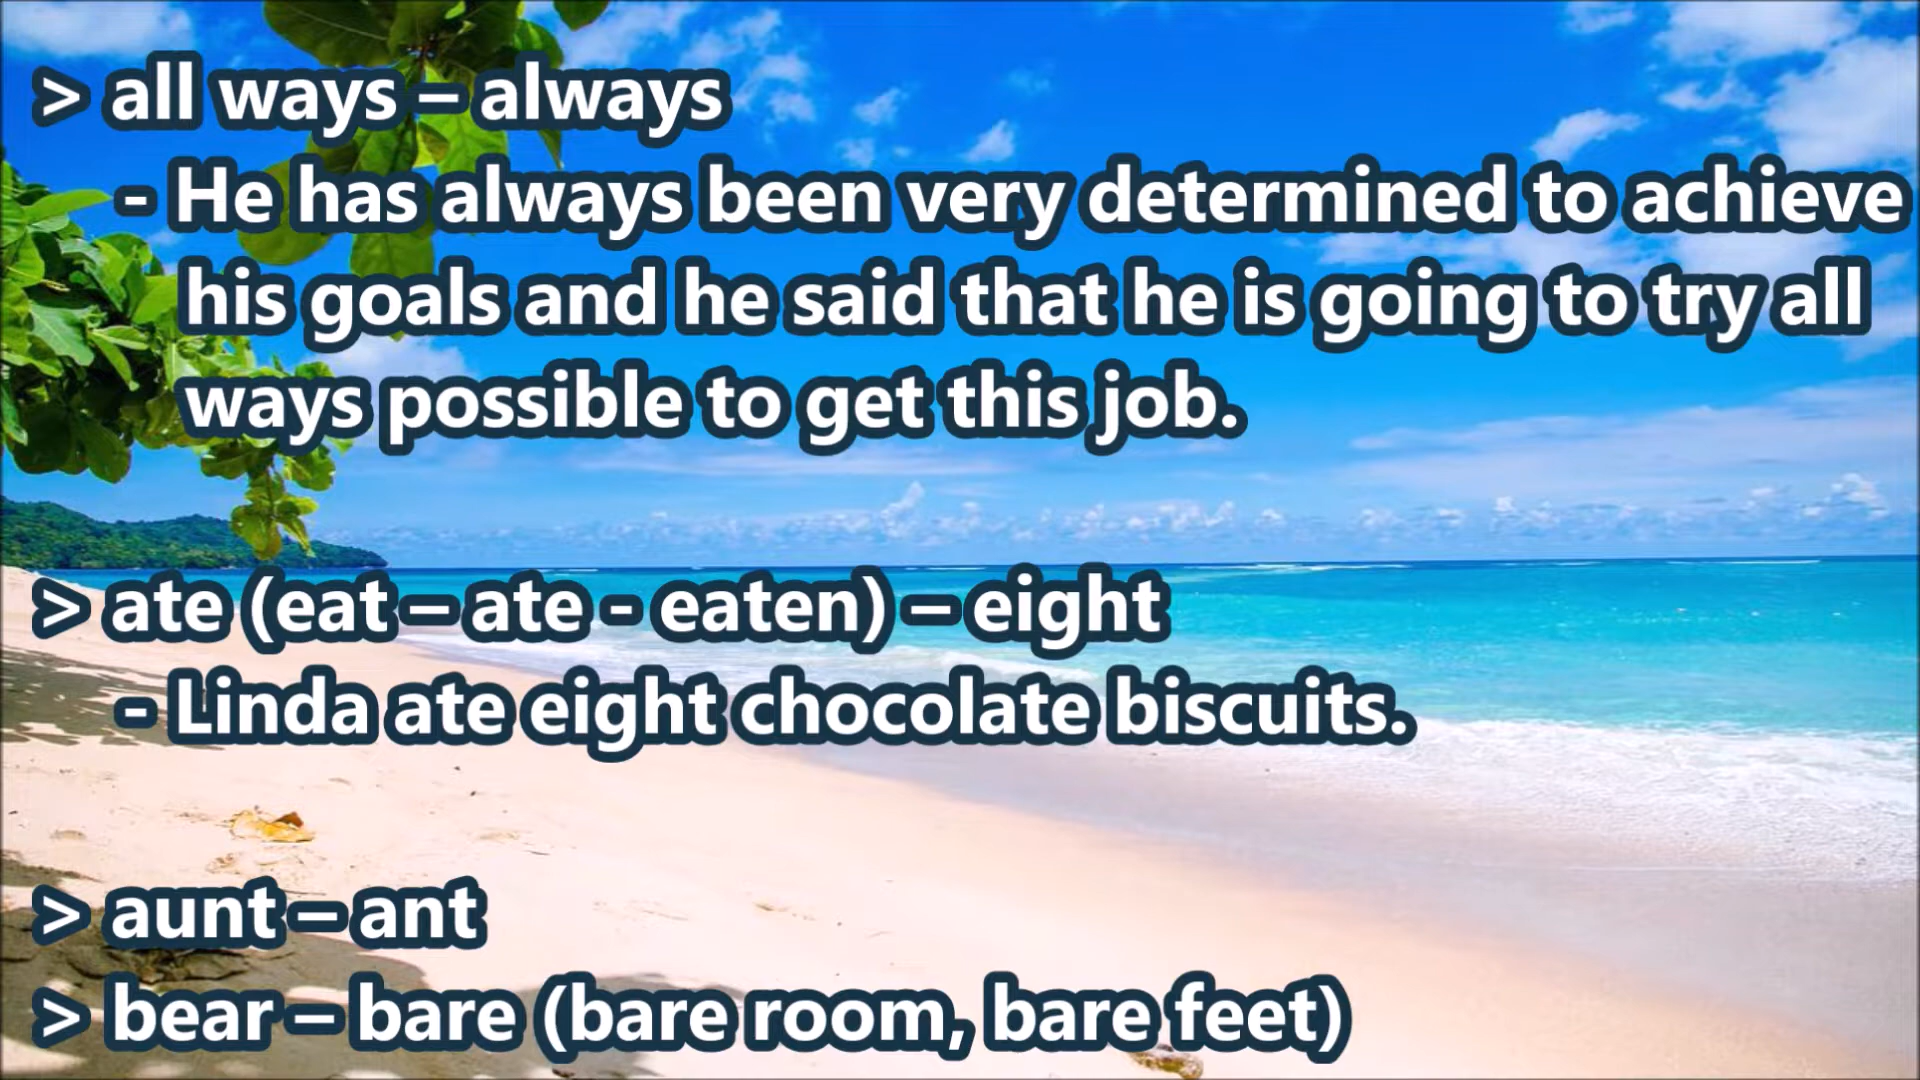 > all ways – always
- He has always been very determined to achieve
his goals and he said that he is going to try all
ways possible to get this job.
> ate (eat – ate - eaten) – eight
- Linda ate eight chocolate biscuits.
> aunt – ant
> bear – bare (bare room, bare feet)